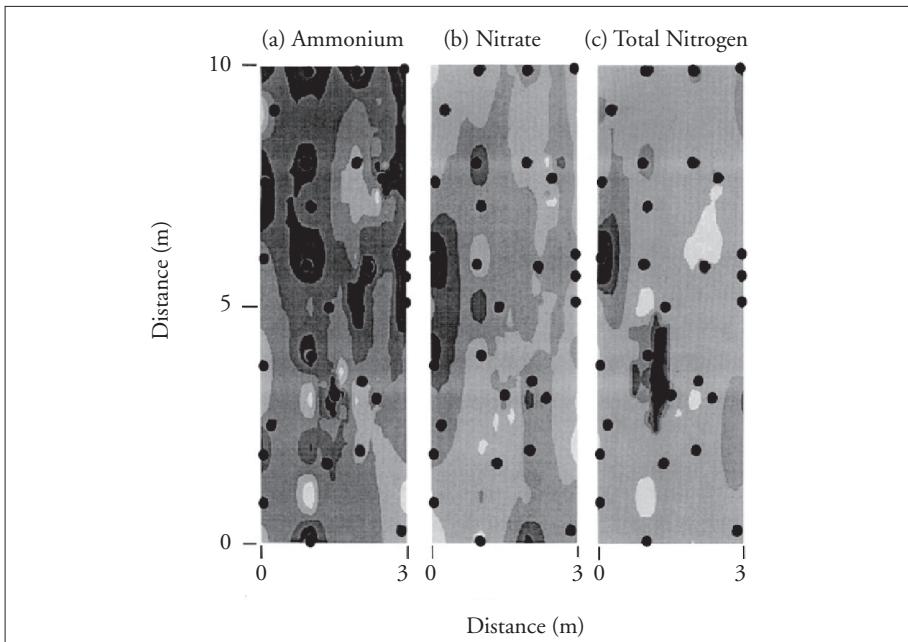 (a) Ammonium (b) Nitrate (c) Total Nitrogen
10
5
0
Distance (m)
0 3 0 3 0 3
Distance (m)